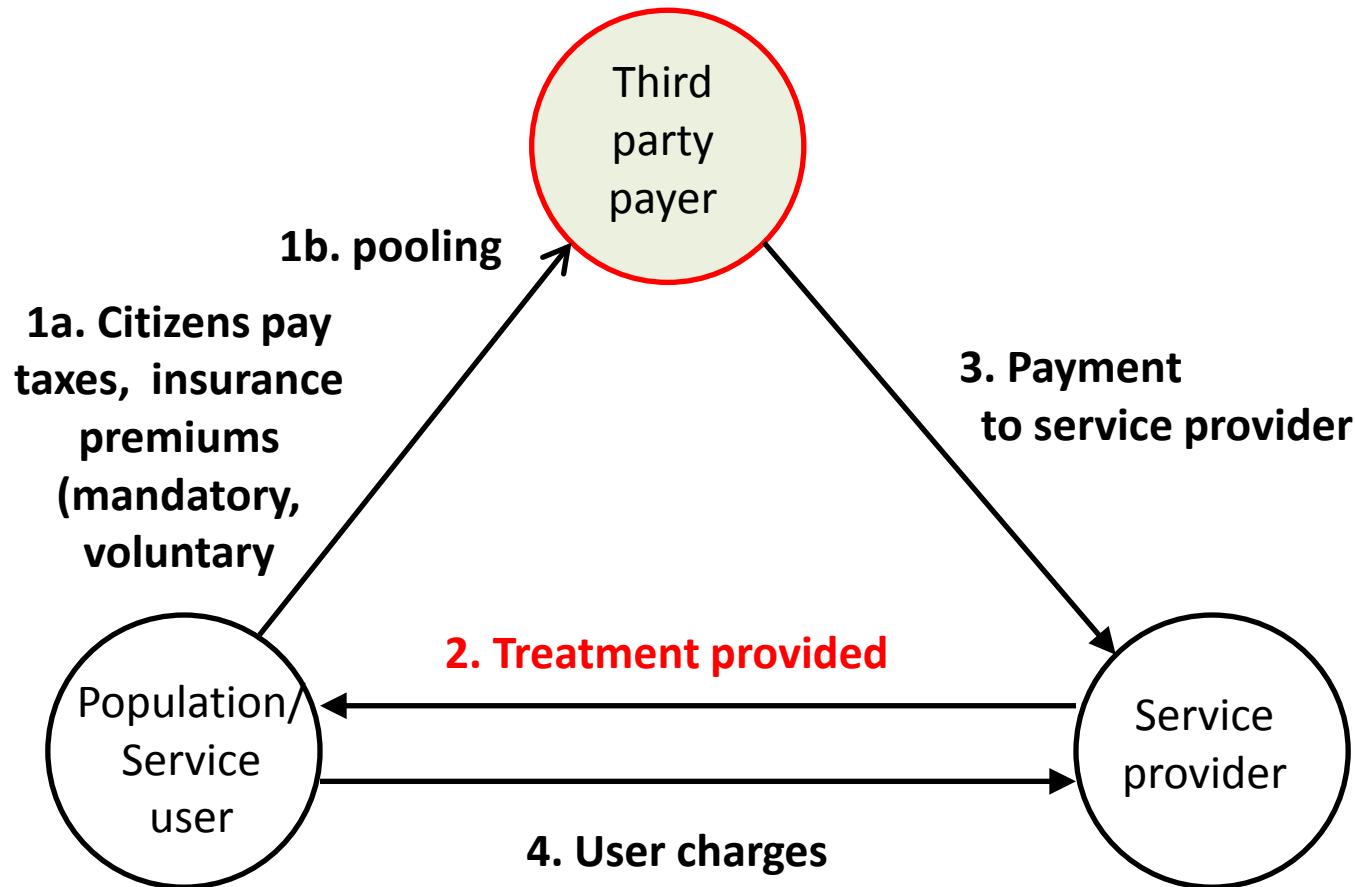 Third
party
payer
1b. pooling
1a. Citizens pay
taxes, insurance
premiums
(mandatory,
voluntary
3. Payment
to service provider
2. Treatment provided
Population/
Service
user
Service
provider
4. User charges